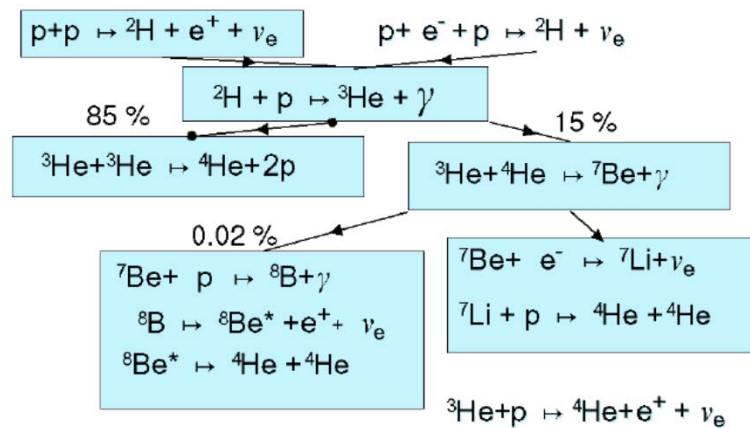 p+p ↦ ²H + e⁺ + νₑ
p+ e⁻ + p ↦ ²H + νₑ
²H + p ↦ ³He + γ
85 %
15 %
³He+³He ↦ ⁴He+2p
³He+⁴He ↦ ⁷Be+γ
0.02 %
⁷Be+ p ↦ ⁸B+γ
⁸B ↦ ⁸Be* +e⁺+ νₑ
⁸Be* ↦ ⁴He +⁴He
⁷Be+ e⁻ ↦ ⁷Li+νₑ
⁷Li + p ↦ ⁴He +⁴He
³He+p ↦ ⁴He+e⁺ + νₑ